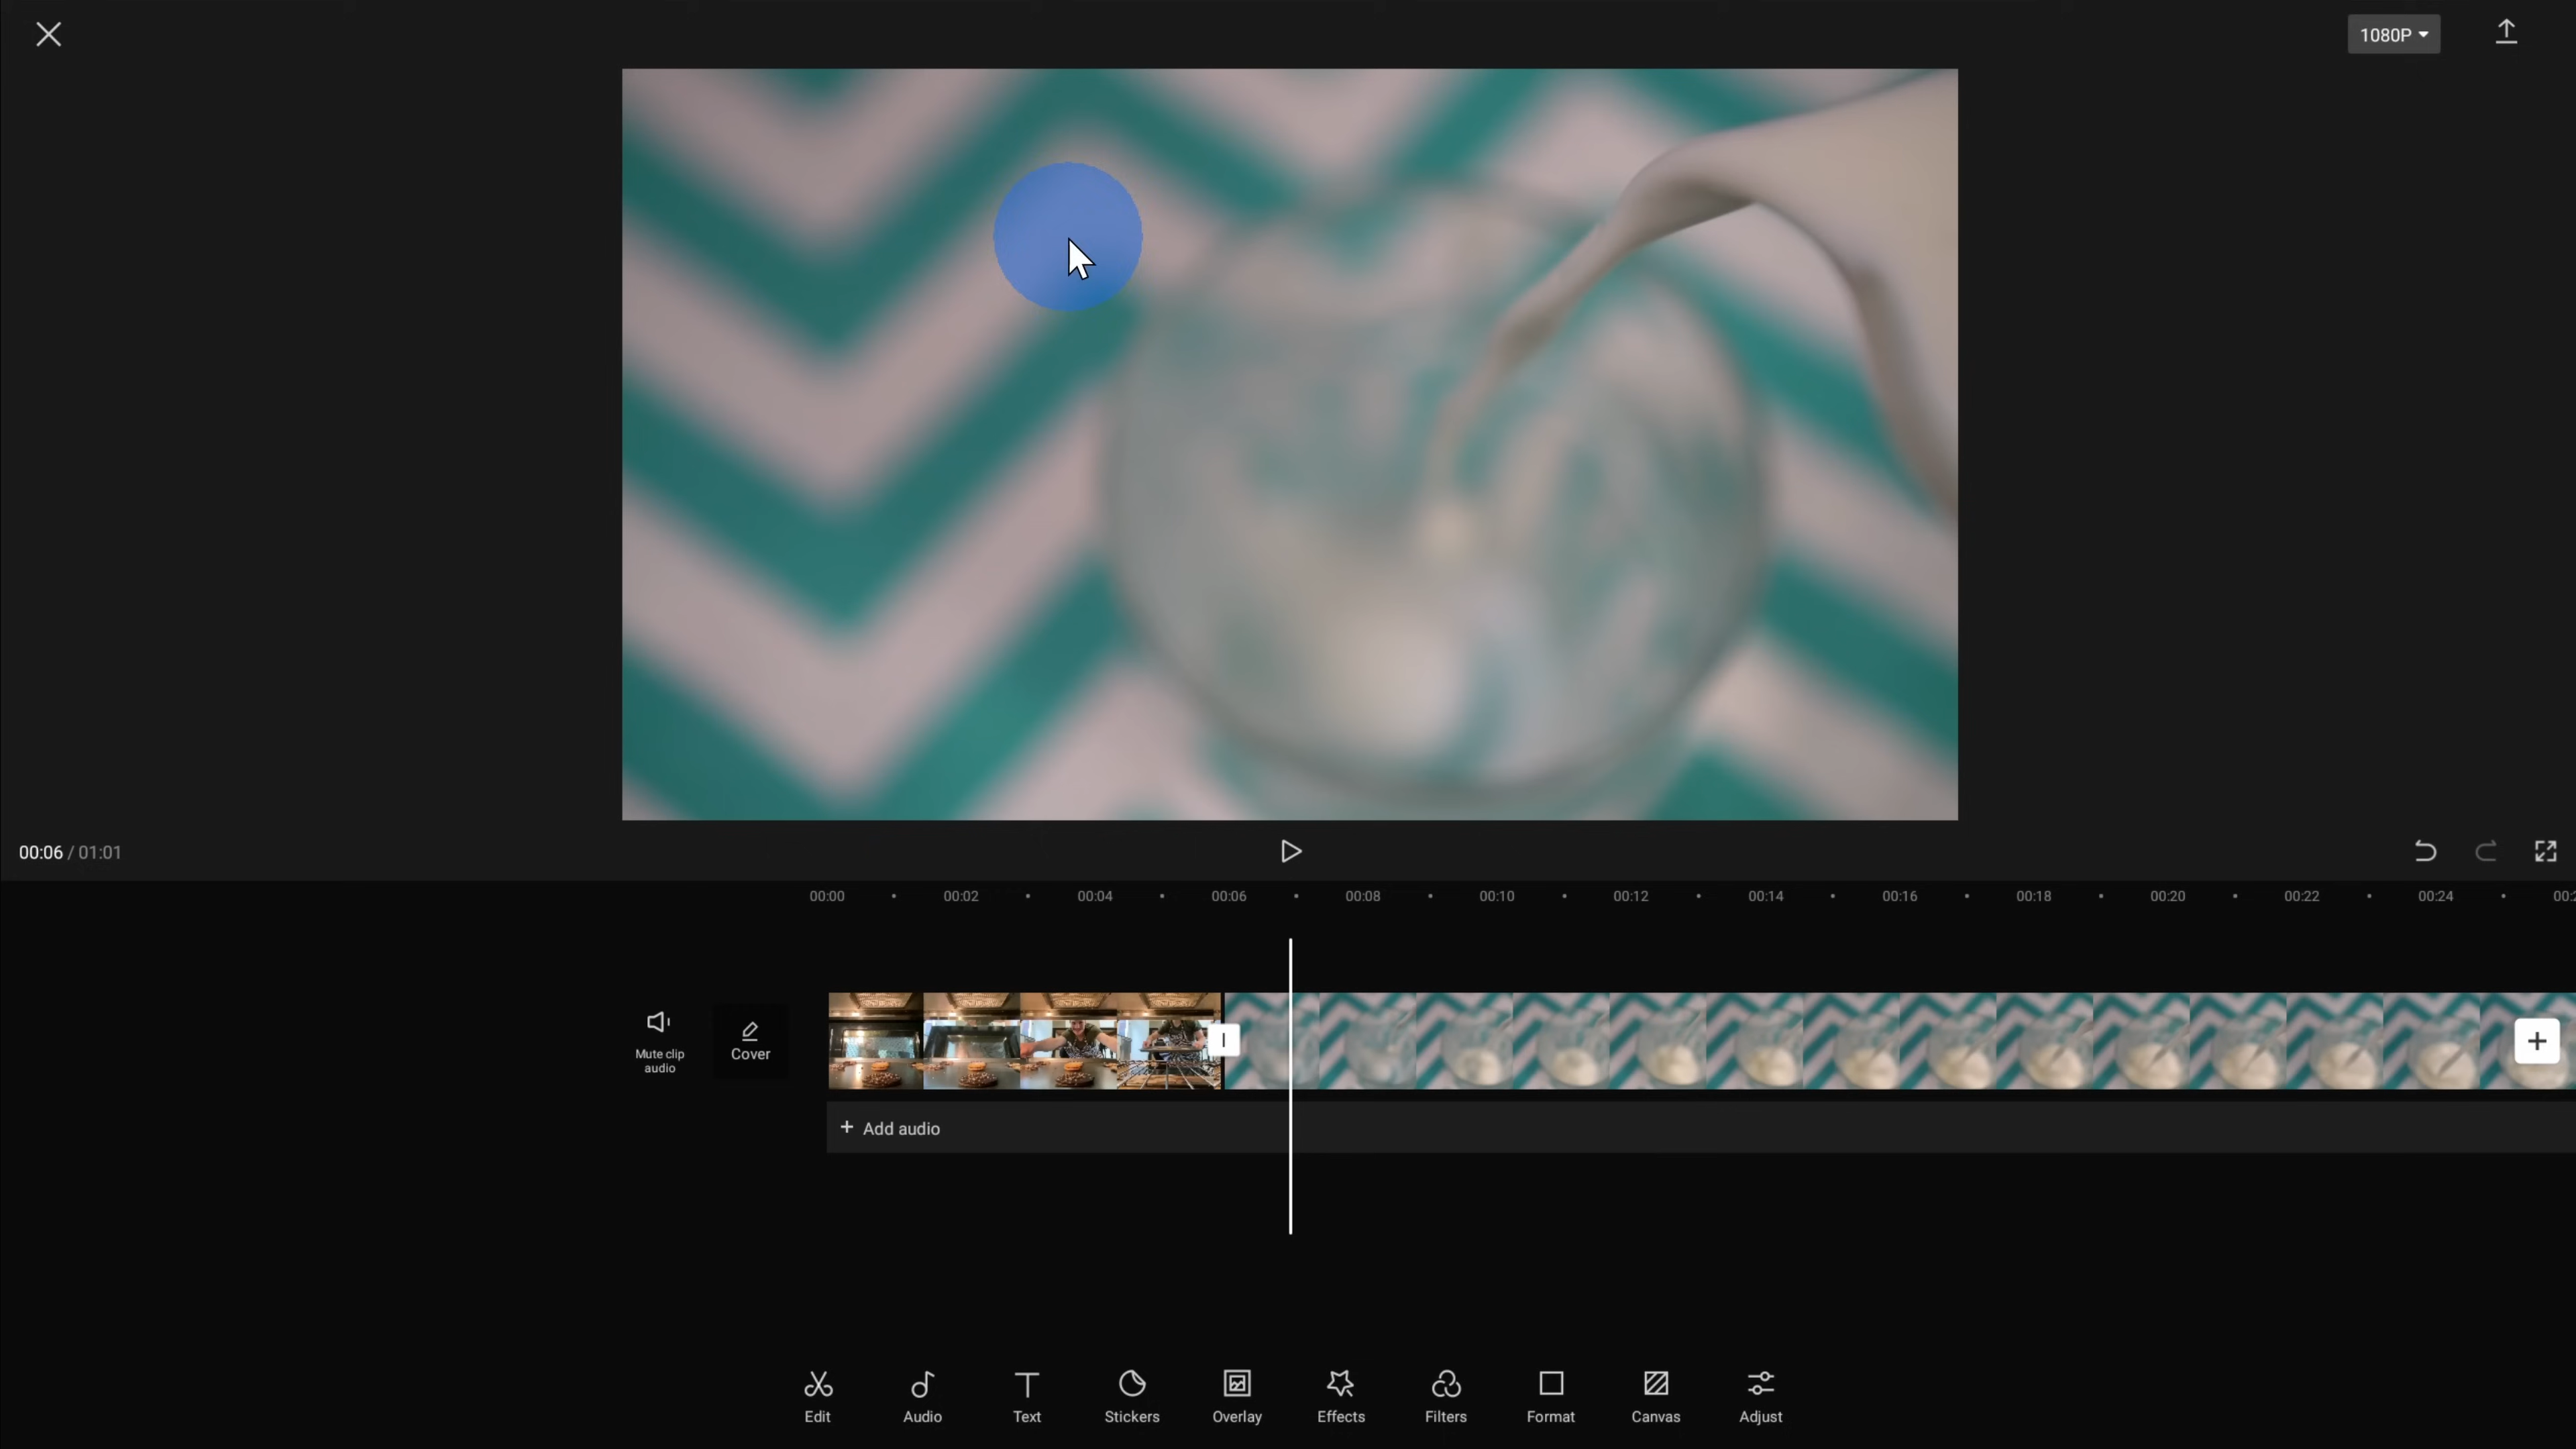 1080P
00:06 / 01:01
00:00 00:02 00:04 00:06 00:08 00:10 00:12 00:14 00:16 00:18 00:20 00:22 00:24
Mute clip
audio
Cover
+ Add audio
Edit Audio Text Stickers Overlay Effects Filters Format Canvas Adjust